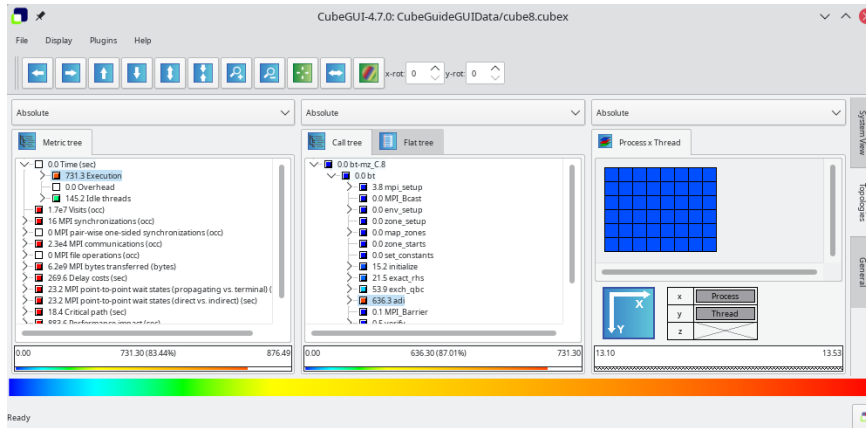 CubeGUI-4.7.0: CubeGuideGUIData/cube8.cubex
File Display Plugins Help
x-rot: 0 y-rot: 0
Absolute
Metric tree
0.0 Time (sec)
731.3 Execution
0.0 Overhead
145.2 Idle threads
1.7e7 Visits (occ)
16 MPI synchronizations (occ)
0 MPI pair-wise one-sided synchronizations (occ)
2.3e4 MPI communications (occ)
0 MPI file operations (occ)
6.2e9 MPI bytes transferred (bytes)
269.6 Delay costs (sec)
23.2 MPI point-to-point wait states (propagating vs. terminal) (
23.2 MPI point-to-point wait states (direct vs. indirect) (sec)
18.4 Critical path (sec)
883.6 Performance impact (sec)
0.00 731.30 (83.44%) 876.49
Absolute
Call tree Flat tree
0.0 bt-mz_C.8
0.0 bt
3.8 mpi_setup
0.0 MPI_Bcast
0.0 env_setup
0.0 zone_setup
0.0 map_zones
0.0 zone_starts
0.0 set_constants
15.2 initialize
21.5 exact_rhs
53.9 exch_qbc
636.3 adi
0.1 MPI_Barrier
0.5 verify
0.00 636.30 (87.01%) 731.30
Absolute
Process x Thread
X
Y
x Process
y Thread
z
13.10 13.53
System View
Topologies
General
Ready